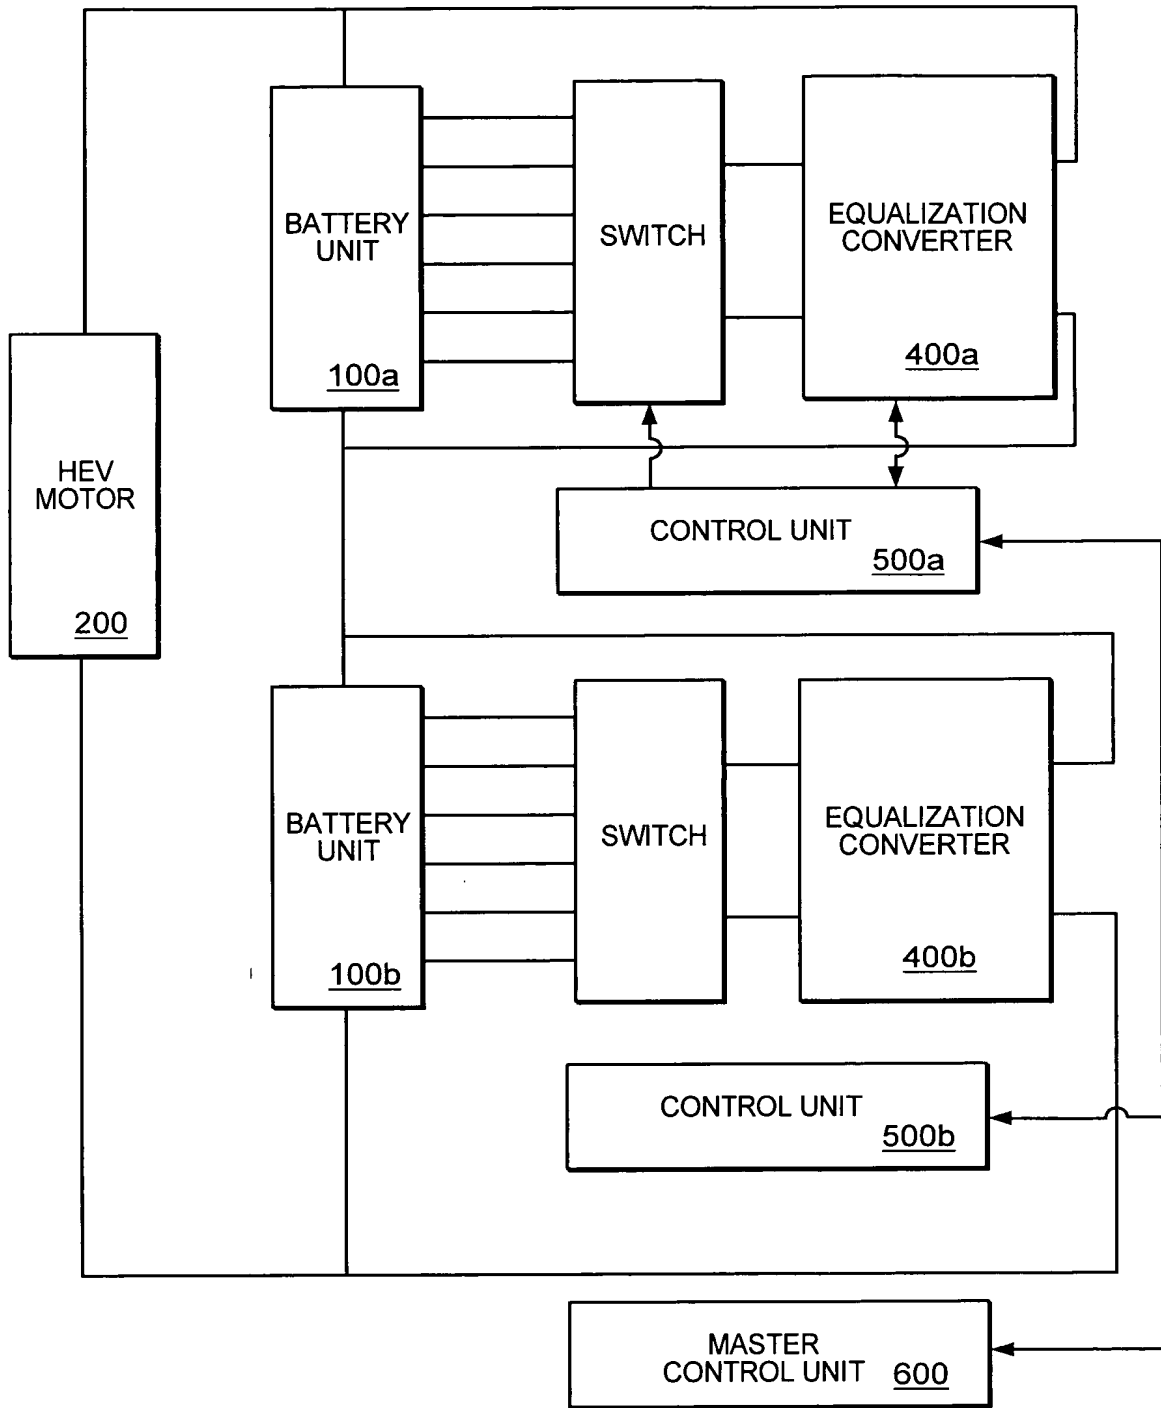 BATTERY
UNIT
100a
SWITCH
EQUALIZATION
CONVERTER
400a
HEV
MOTOR
200
CONTROL UNIT
500a
BATTERY
UNIT
100b
SWITCH
EQUALIZATION
CONVERTER
400b
CONTROL UNIT
500b
MASTER
CONTROL UNIT 600